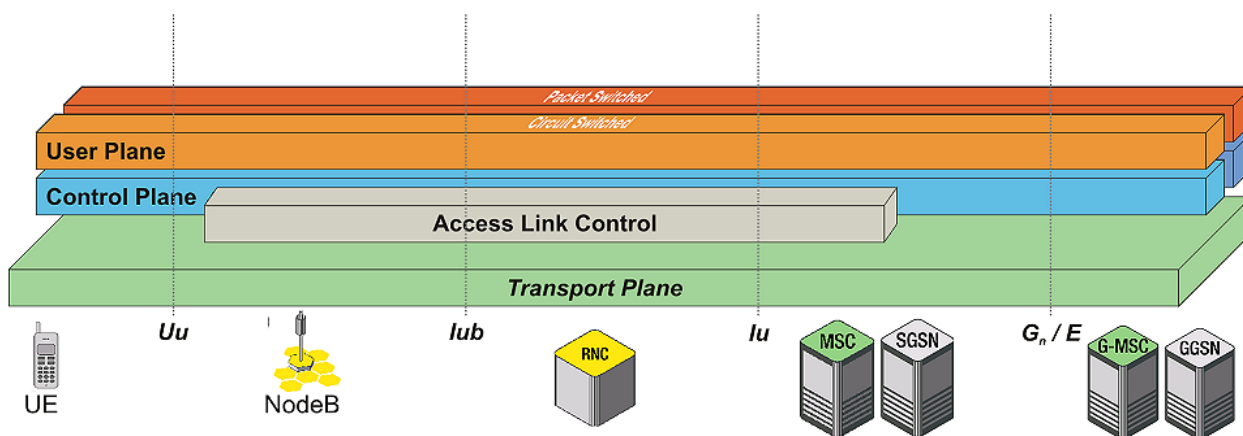 Packet Switched
Circuit Switched
User Plane
Control Plane
Access Link Control
Transport Plane
Uu
Iub
Iu
Gn / E
UE
NodeB
RNC
MSC
SGSN
G-MSC
GGSN